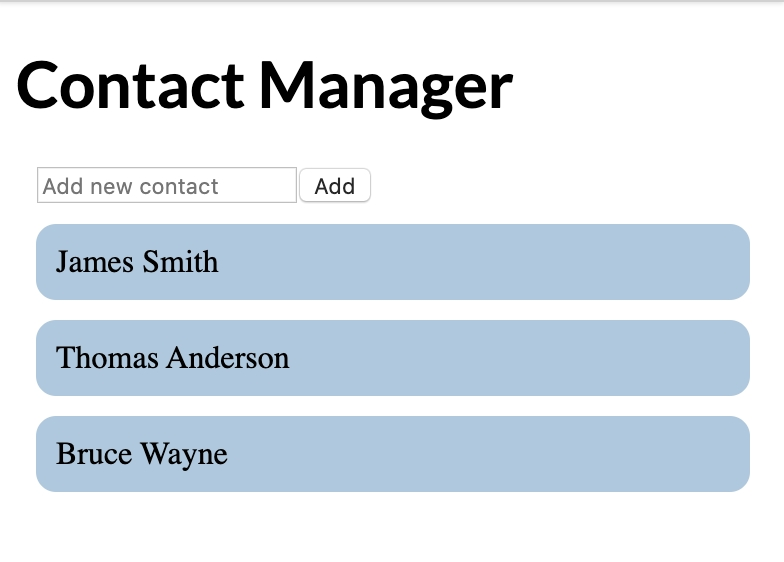 Contact Manager
Add new contact Add
James Smith
Thomas Anderson
Bruce Wayne